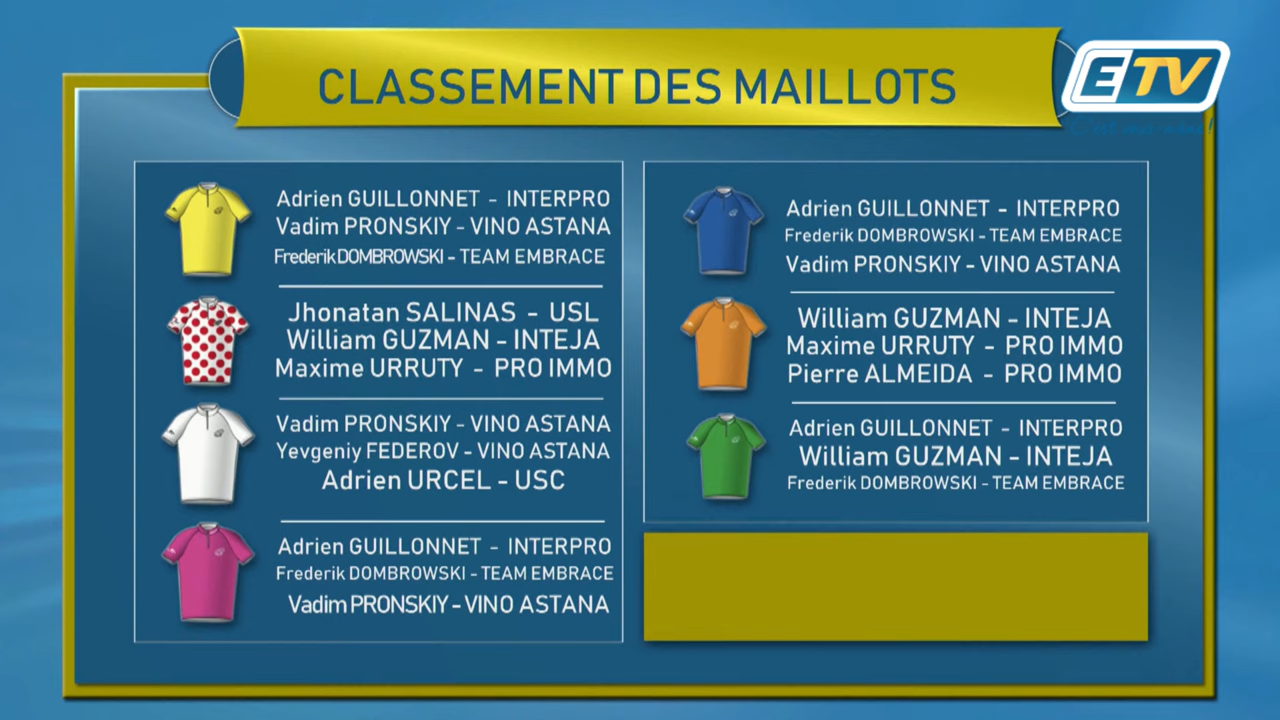 CLASSEMENT DES MAILLOTS
ETV
Adrien GUILLONNET - INTERPRO
Vadim PRONSKIY - VINO ASTANA
Frederik DOMBROWSKI - TEAM EMBRACE
Jhonatan SALINAS - USL
William GUZMAN - INTEJA
Maxime URRUTY - PRO IMMO
Vadim PRONSKIY - VINO ASTANA
Yevgeniy FEDEROV - VINO ASTANA
Adrien URCEL - USC
Adrien GUILLONNET - INTERPRO
Frederik DOMBROWSKI - TEAM EMBRACE
Vadim PRONSKIY - VINO ASTANA
Adrien GUILLONNET - INTERPRO
Frederik DOMBROWSKI - TEAM EMBRACE
Vadim PRONSKIY - VINO ASTANA
William GUZMAN - INTEJA
Maxime URRUTY - PRO IMMO
Pierre ALMEIDA - PRO IMMO
Adrien GUILLONNET - INTERPRO
William GUZMAN - INTEJA
Frederik DOMBROWSKI - TEAM EMBRACE